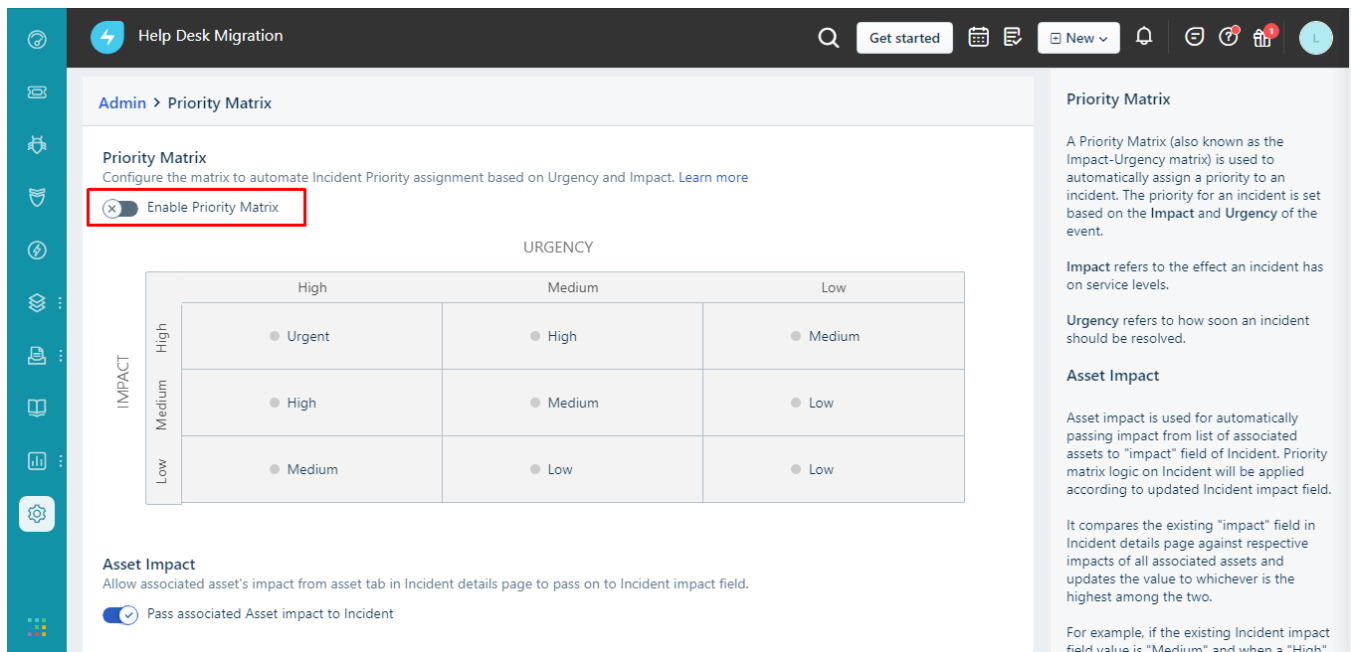 Help Desk Migration
Get started
New
1
L
Admin > Priority Matrix
Priority Matrix
Configure the matrix to automate Incident Priority assignment based on Urgency and Impact. Learn more
Enable Priority Matrix
URGENCY
High Medium Low
IMPACT
High
Urgent High Medium
Medium
High Medium Low
Low
Medium Low Low
Asset Impact
Allow associated asset's impact from asset tab in Incident details page to pass on to Incident impact field.
Pass associated Asset impact to Incident
Priority Matrix
A Priority Matrix (also known as the
Impact-Urgency matrix) is used to
automatically assign a priority to an
incident. The priority for an incident is set
based on the Impact and Urgency of the
event.
Impact refers to the effect an incident has
on service levels.
Urgency refers to how soon an incident
should be resolved.
Asset Impact
Asset impact is used for automatically
passing impact from list of associated
assets to "impact" field of Incident. Priority
matrix logic on Incident will be applied
according to updated Incident impact field.
It compares the existing "impact" field in
Incident details page against respective
impacts of all associated assets and
updates the value to whichever is the
highest among the two.
For example, if the existing Incident impact
field value is "Medium" and when a "High"